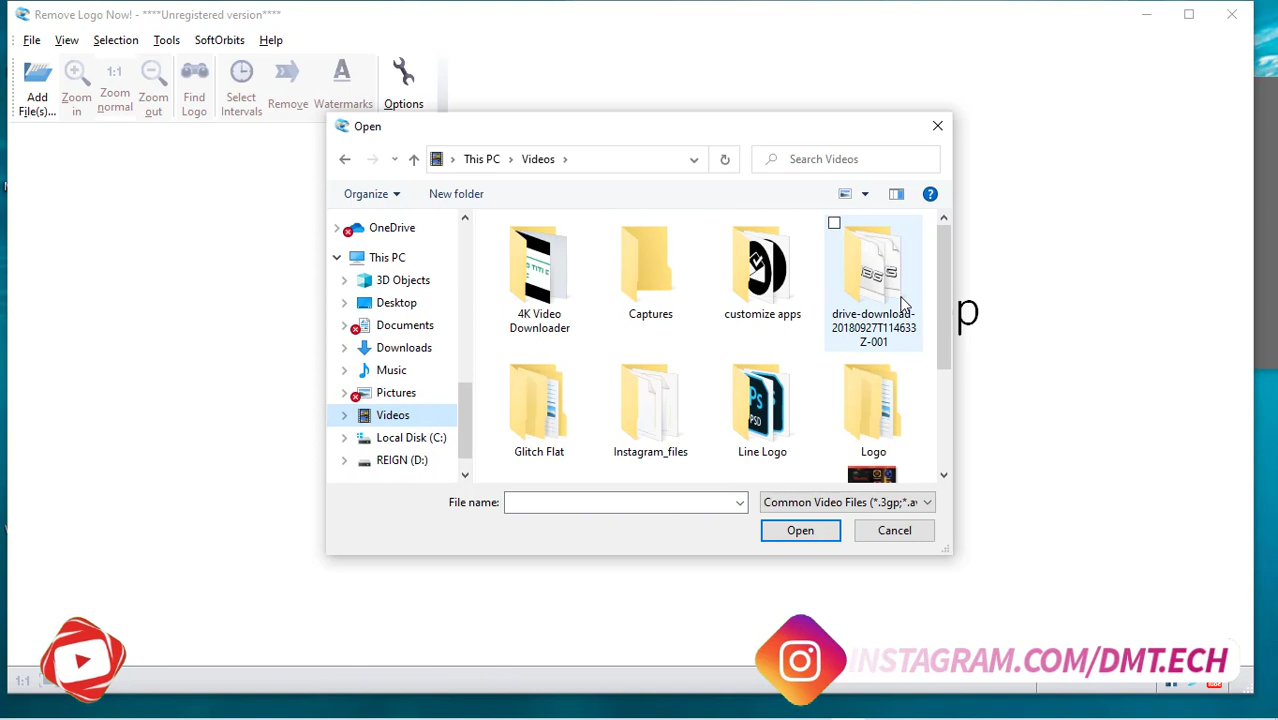 Remove Logo Now! - ****Unregistered version****
File View Selection Tools SoftOrbits Help
Add File(s)...
Zoom in
1:1
Zoom normal
Zoom out
Find Logo
Select Intervals
Remove
A
Watermarks
Options
Open
This PC > Videos >
Search Videos
Organize
New folder
OneDrive
This PC
3D Objects
Desktop
Documents
Downloads
Music
Pictures
Videos
Local Disk (C:)
REIGN (D:)
4K Video
Downloader
Captures
customize apps
drive-download-
20180927T114633
Z-001
Glitch Flat
Instagram_files
Line Logo
Logo
Ps
PSD
p
File name:
Common Video Files (*.3gp;*.a
Open
Cancel
1:1
INSTAGRAM.COM/DMT.ECH